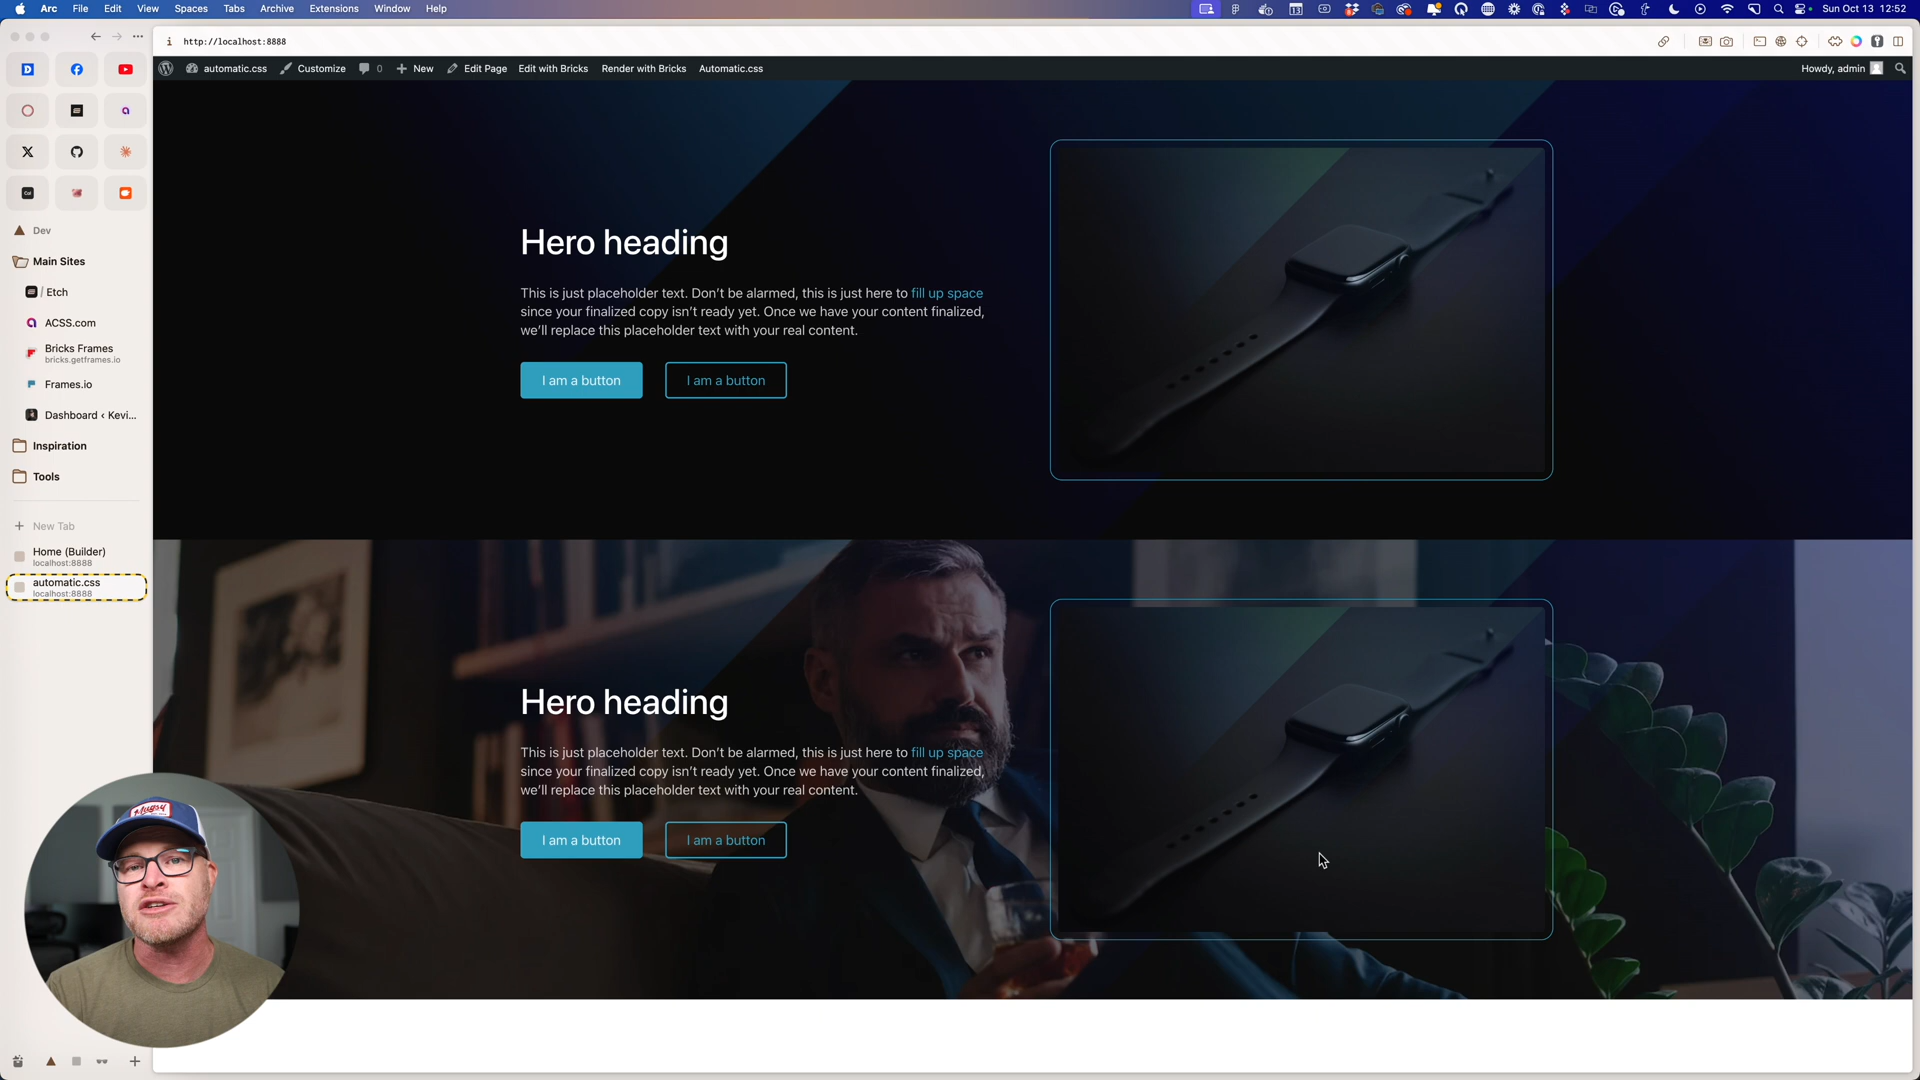 Arc File Edit View Spaces Tabs Archive Extensions Window Help
13
Sun Oct 13 12:52
http://localhost:8888
automatic.css Customize 0 New Edit Page Edit with Bricks Render with Bricks Automatic.css
Howdy, admin
Dev
Main Sites
/ Etch
ACSS.com
Bricks Frames
bricks.getframes.io
Frames.io
Dashboard ‹ Kevi...
Inspiration
Tools
New Tab
Home (Builder)
localhost:8888
automatic.css
localhost:8888
Hero heading
This is just placeholder text. Don’t be alarmed, this is just here to fill up space
since your finalized copy isn’t ready yet. Once we have your content finalized,
we’ll replace this placeholder text with your real content.
I am a button
I am a button
Hero heading
This is just placeholder text. Don’t be alarmed, this is just here to fill up space
since your finalized copy isn’t ready yet. Once we have your content finalized,
we’ll replace this placeholder text with your real content.
I am a button
I am a button